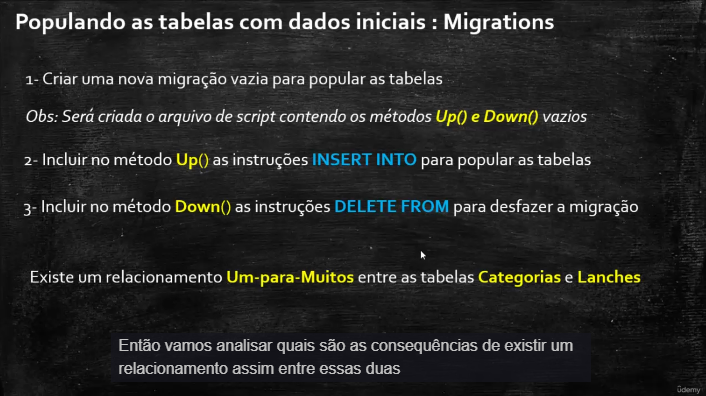 Populando as tabelas com dados iniciais : Migrations
1- Criar uma nova migração vazia para popular as tabelas
Obs: Será criada o arquivo de script contendo os métodos Up() e Down() vazios
2- Incluir no método Up() as instruções INSERT INTO para popular as tabelas
3- Incluir no método Down() as instruções DELETE FROM para desfazer a migração
Existe um relacionamento Um-para-Muitos entre as tabelas Categorias e Lanches
Então vamos analisar quais são as consequências de existir um
relacionamento assim entre essas duas
ûdemy